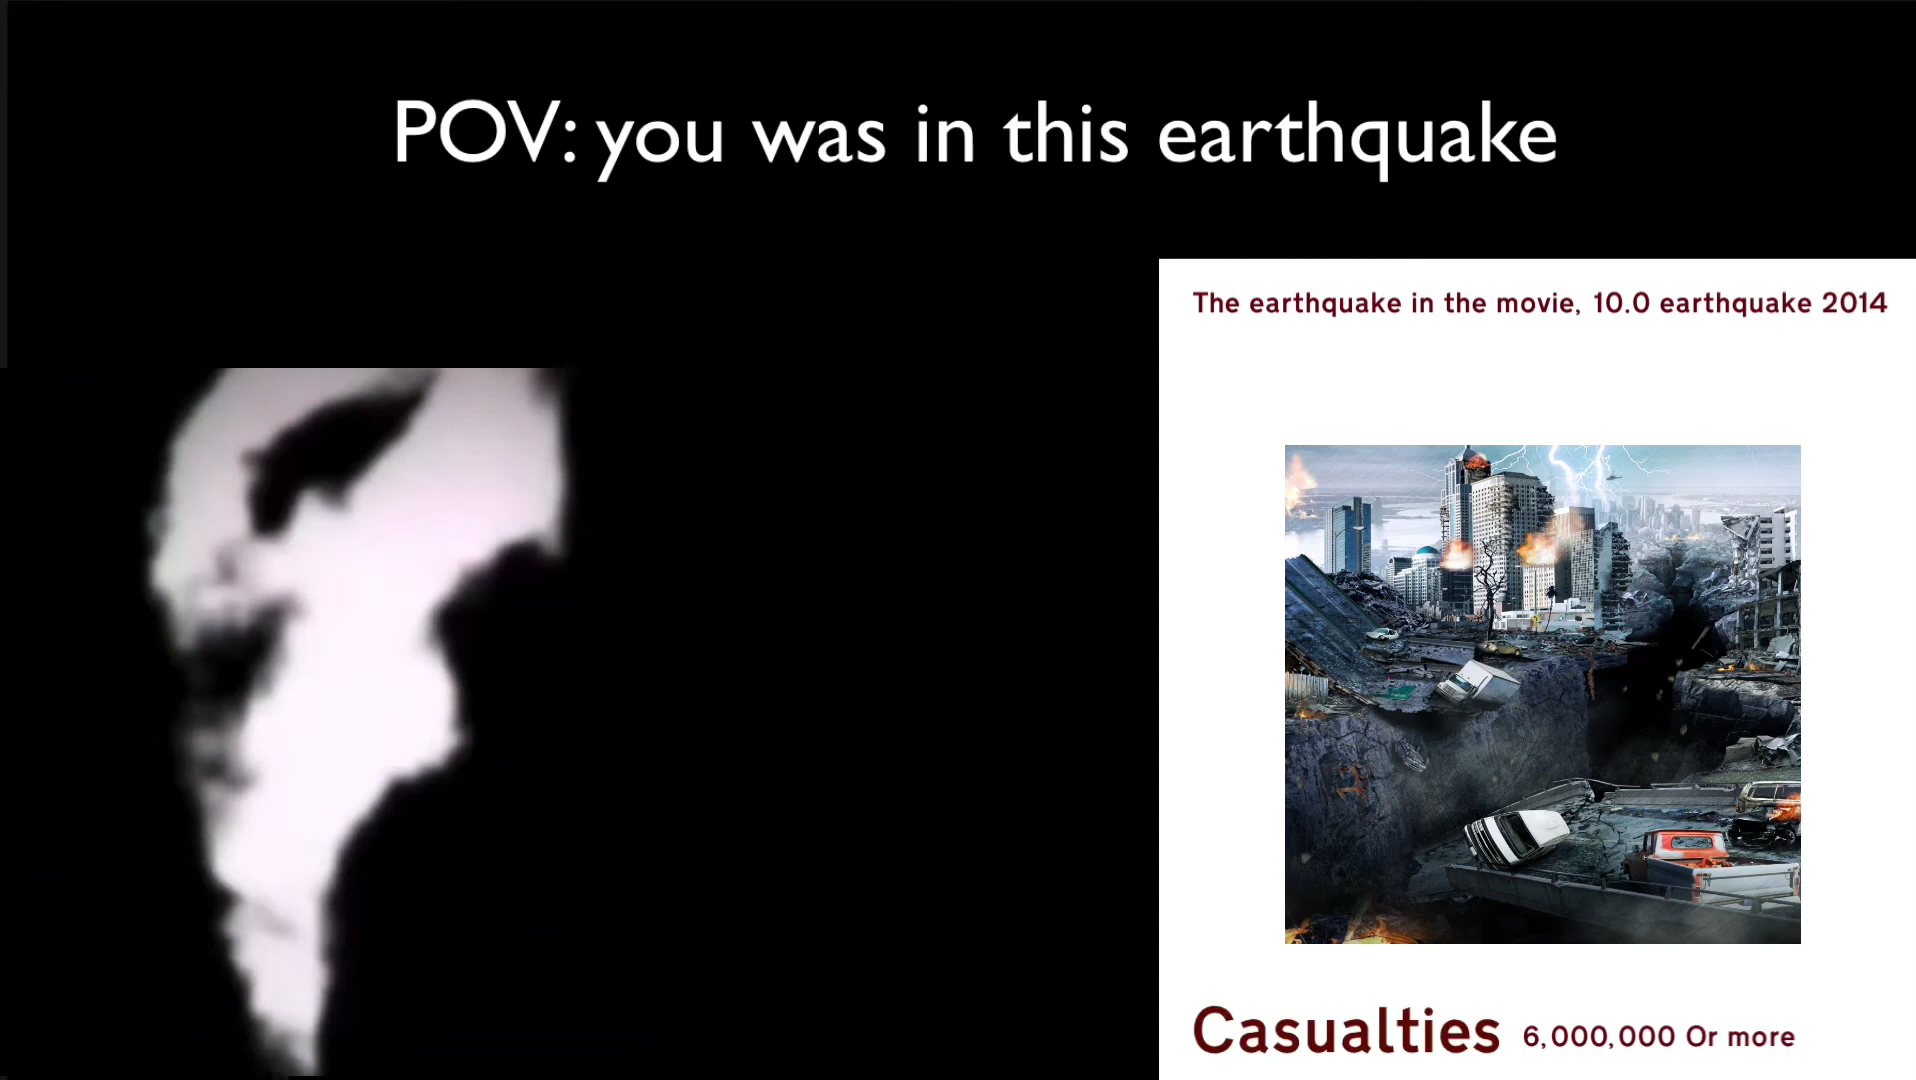 POV: you was in this earthquake
The earthquake in the movie, 10.0 earthquake 2014
Casualties 6,000,000 Or more